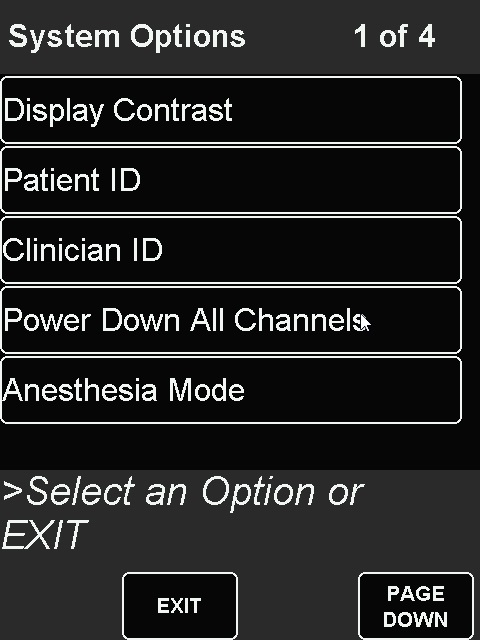 System Options 1 of 4
Display Contrast
Patient ID
Clinician ID
Power Down All Channels
Anesthesia Mode
>Select an Option or
EXIT
EXIT
PAGE
DOWN